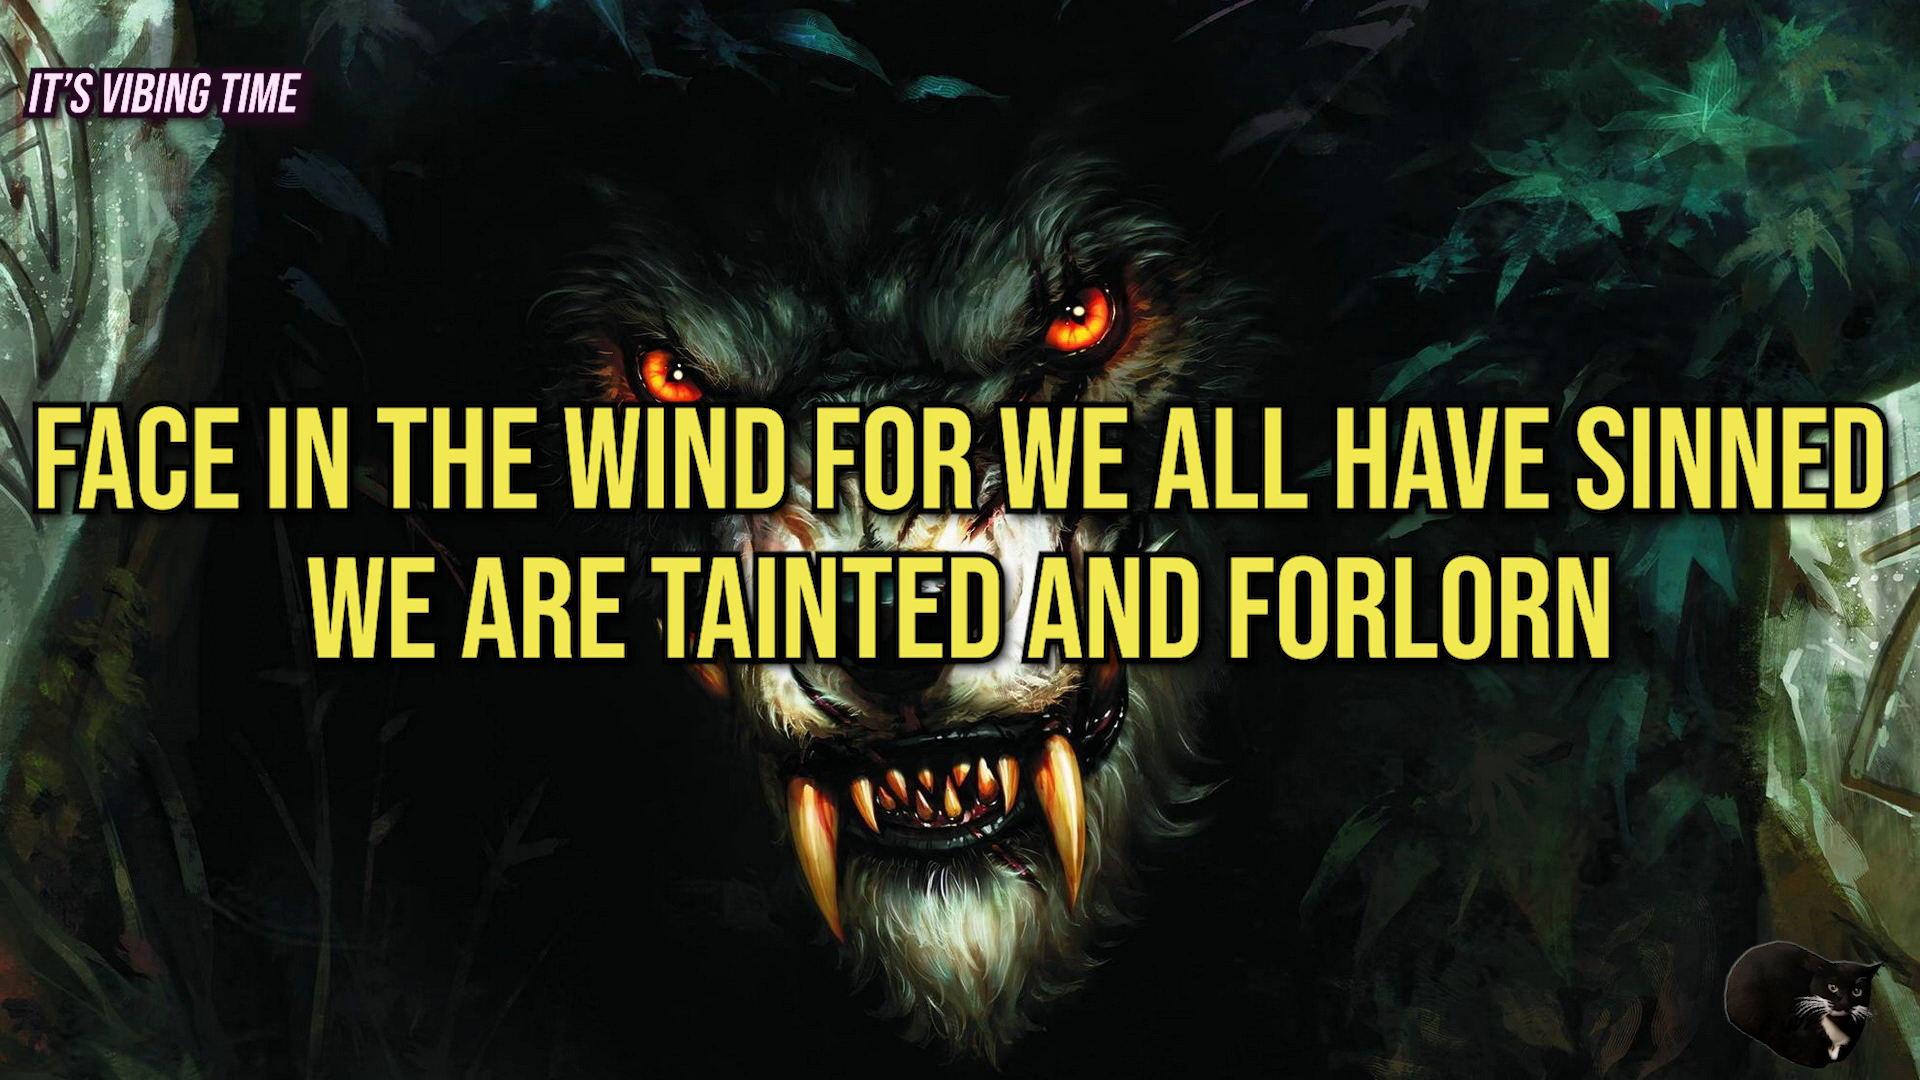 IT'S VIBING TIME
FACE IN THE WIND FOR WE ALL HAVE SINNED
WE ARE TAINTED AND FORLORN